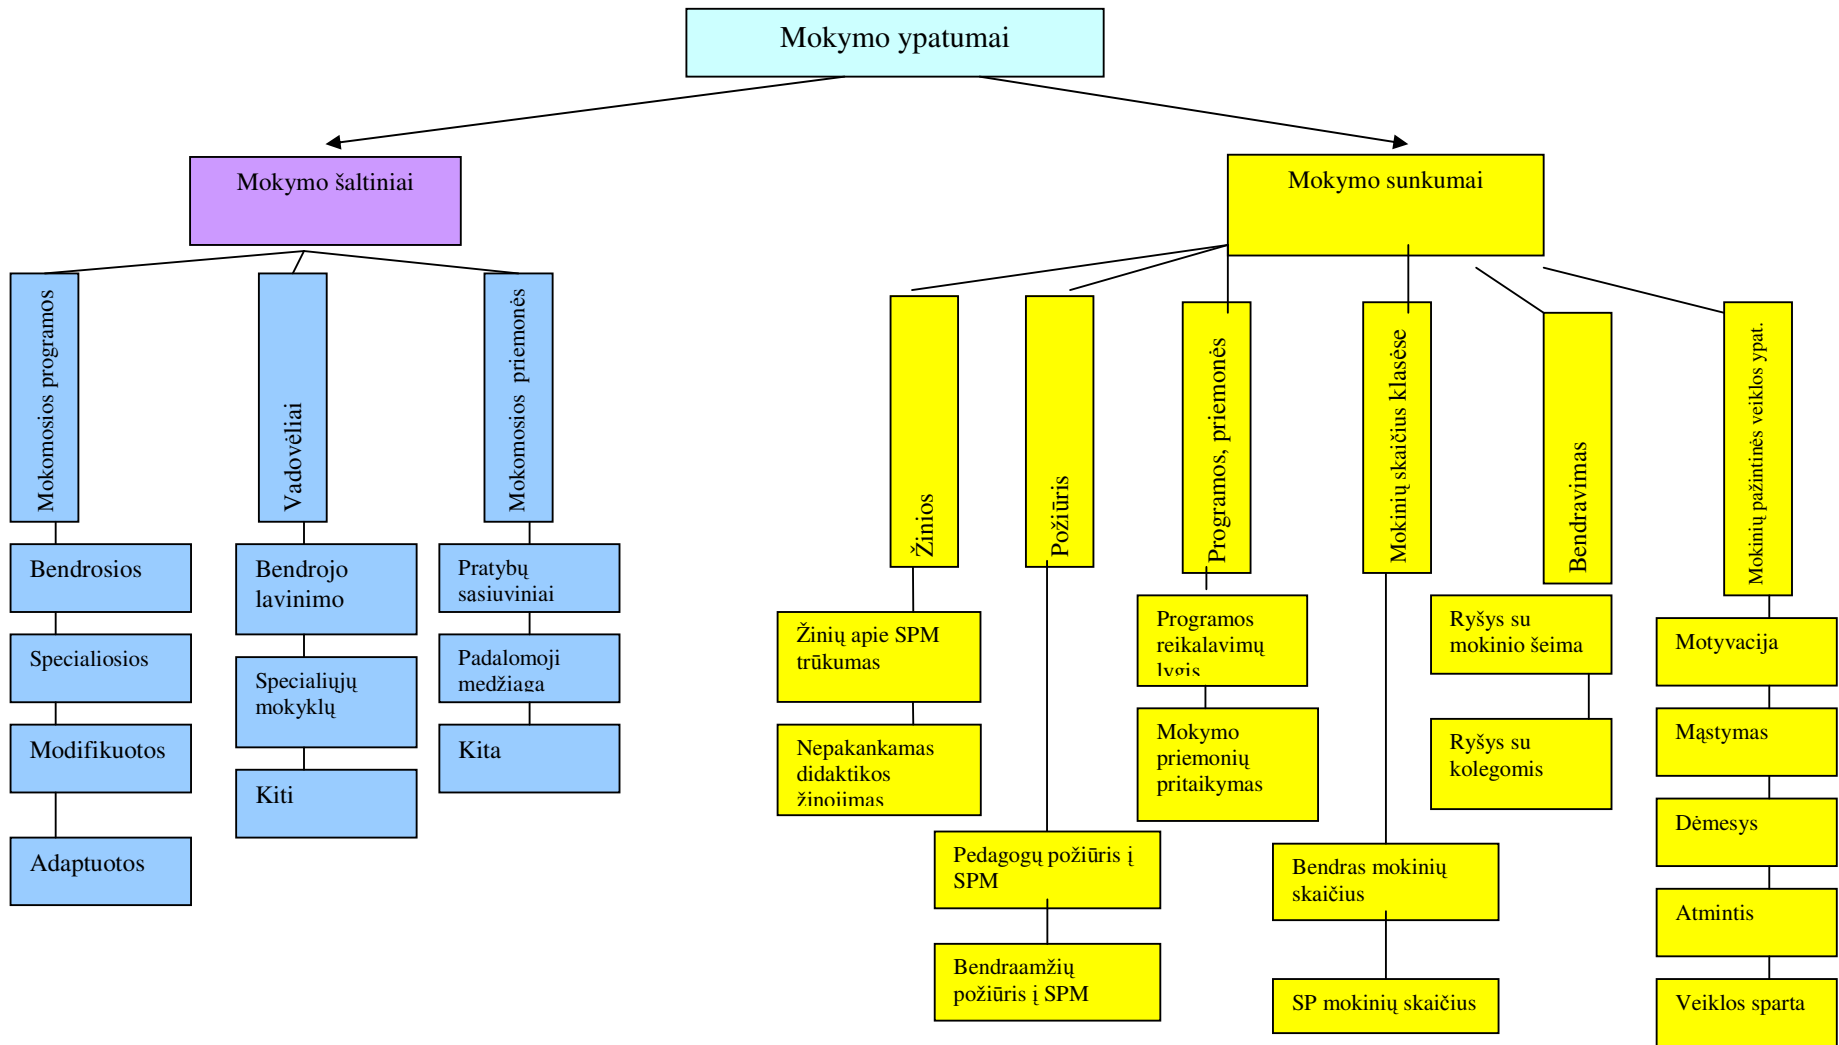 Mokymo ypatumai
Mokymo šaltiniai
Mokymo sunkumai
Mokomosios programos
Vadovėliai
Mokomosios priemonės
Žinios
Požiūris
Programos, priemonės
Mokinių skaičius klasėse
Bendravimas
Mokinių pažintinės veiklos ypat.
Bendrosios
Specialiosios
Modifikuotos
Adaptuotos
Bendrojo
lavinimo
Specialiųjų
mokyklų
Kiti
Pratybų
sąsiuviniai
Padalomoji
medžiaga
Kita
Žinių apie SPM
trūkumas
Nepakankamas
didaktikos
žinojimas
Pedagogų požiūris į
SPM
Bendraamžių
požiūris į SPM
Programos
reikalavimų
lygis
Mokymo
priemonių
pritaikymas
Bendras mokinių
skaičius
SP mokinių skaičius
Ryšys su
mokinio šeima
Ryšys su
kolegomis
Motyvacija
Mąstymas
Dėmesys
Atmintis
Veiklos sparta